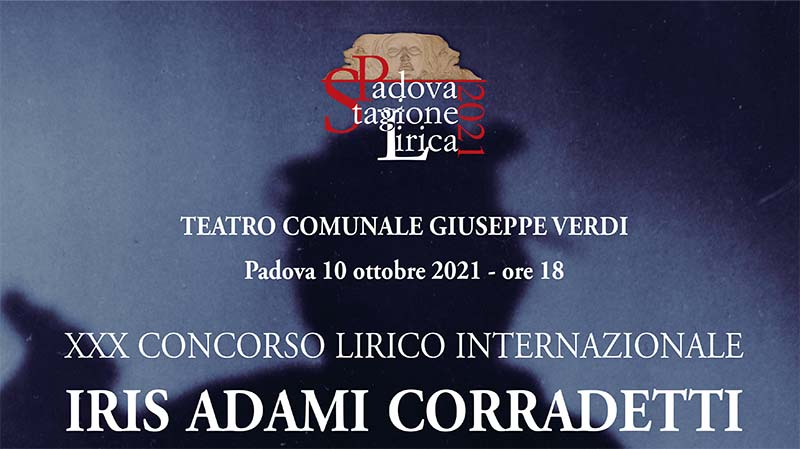 Padova
Stagione
Lirica
2021
TEATRO COMUNALE GIUSEPPE VERDI
Padova 10 ottobre 2021 - ore 18
XXX CONCORSO LIRICO INTERNAZIONALE
IRIS ADAMI CORRADETTI